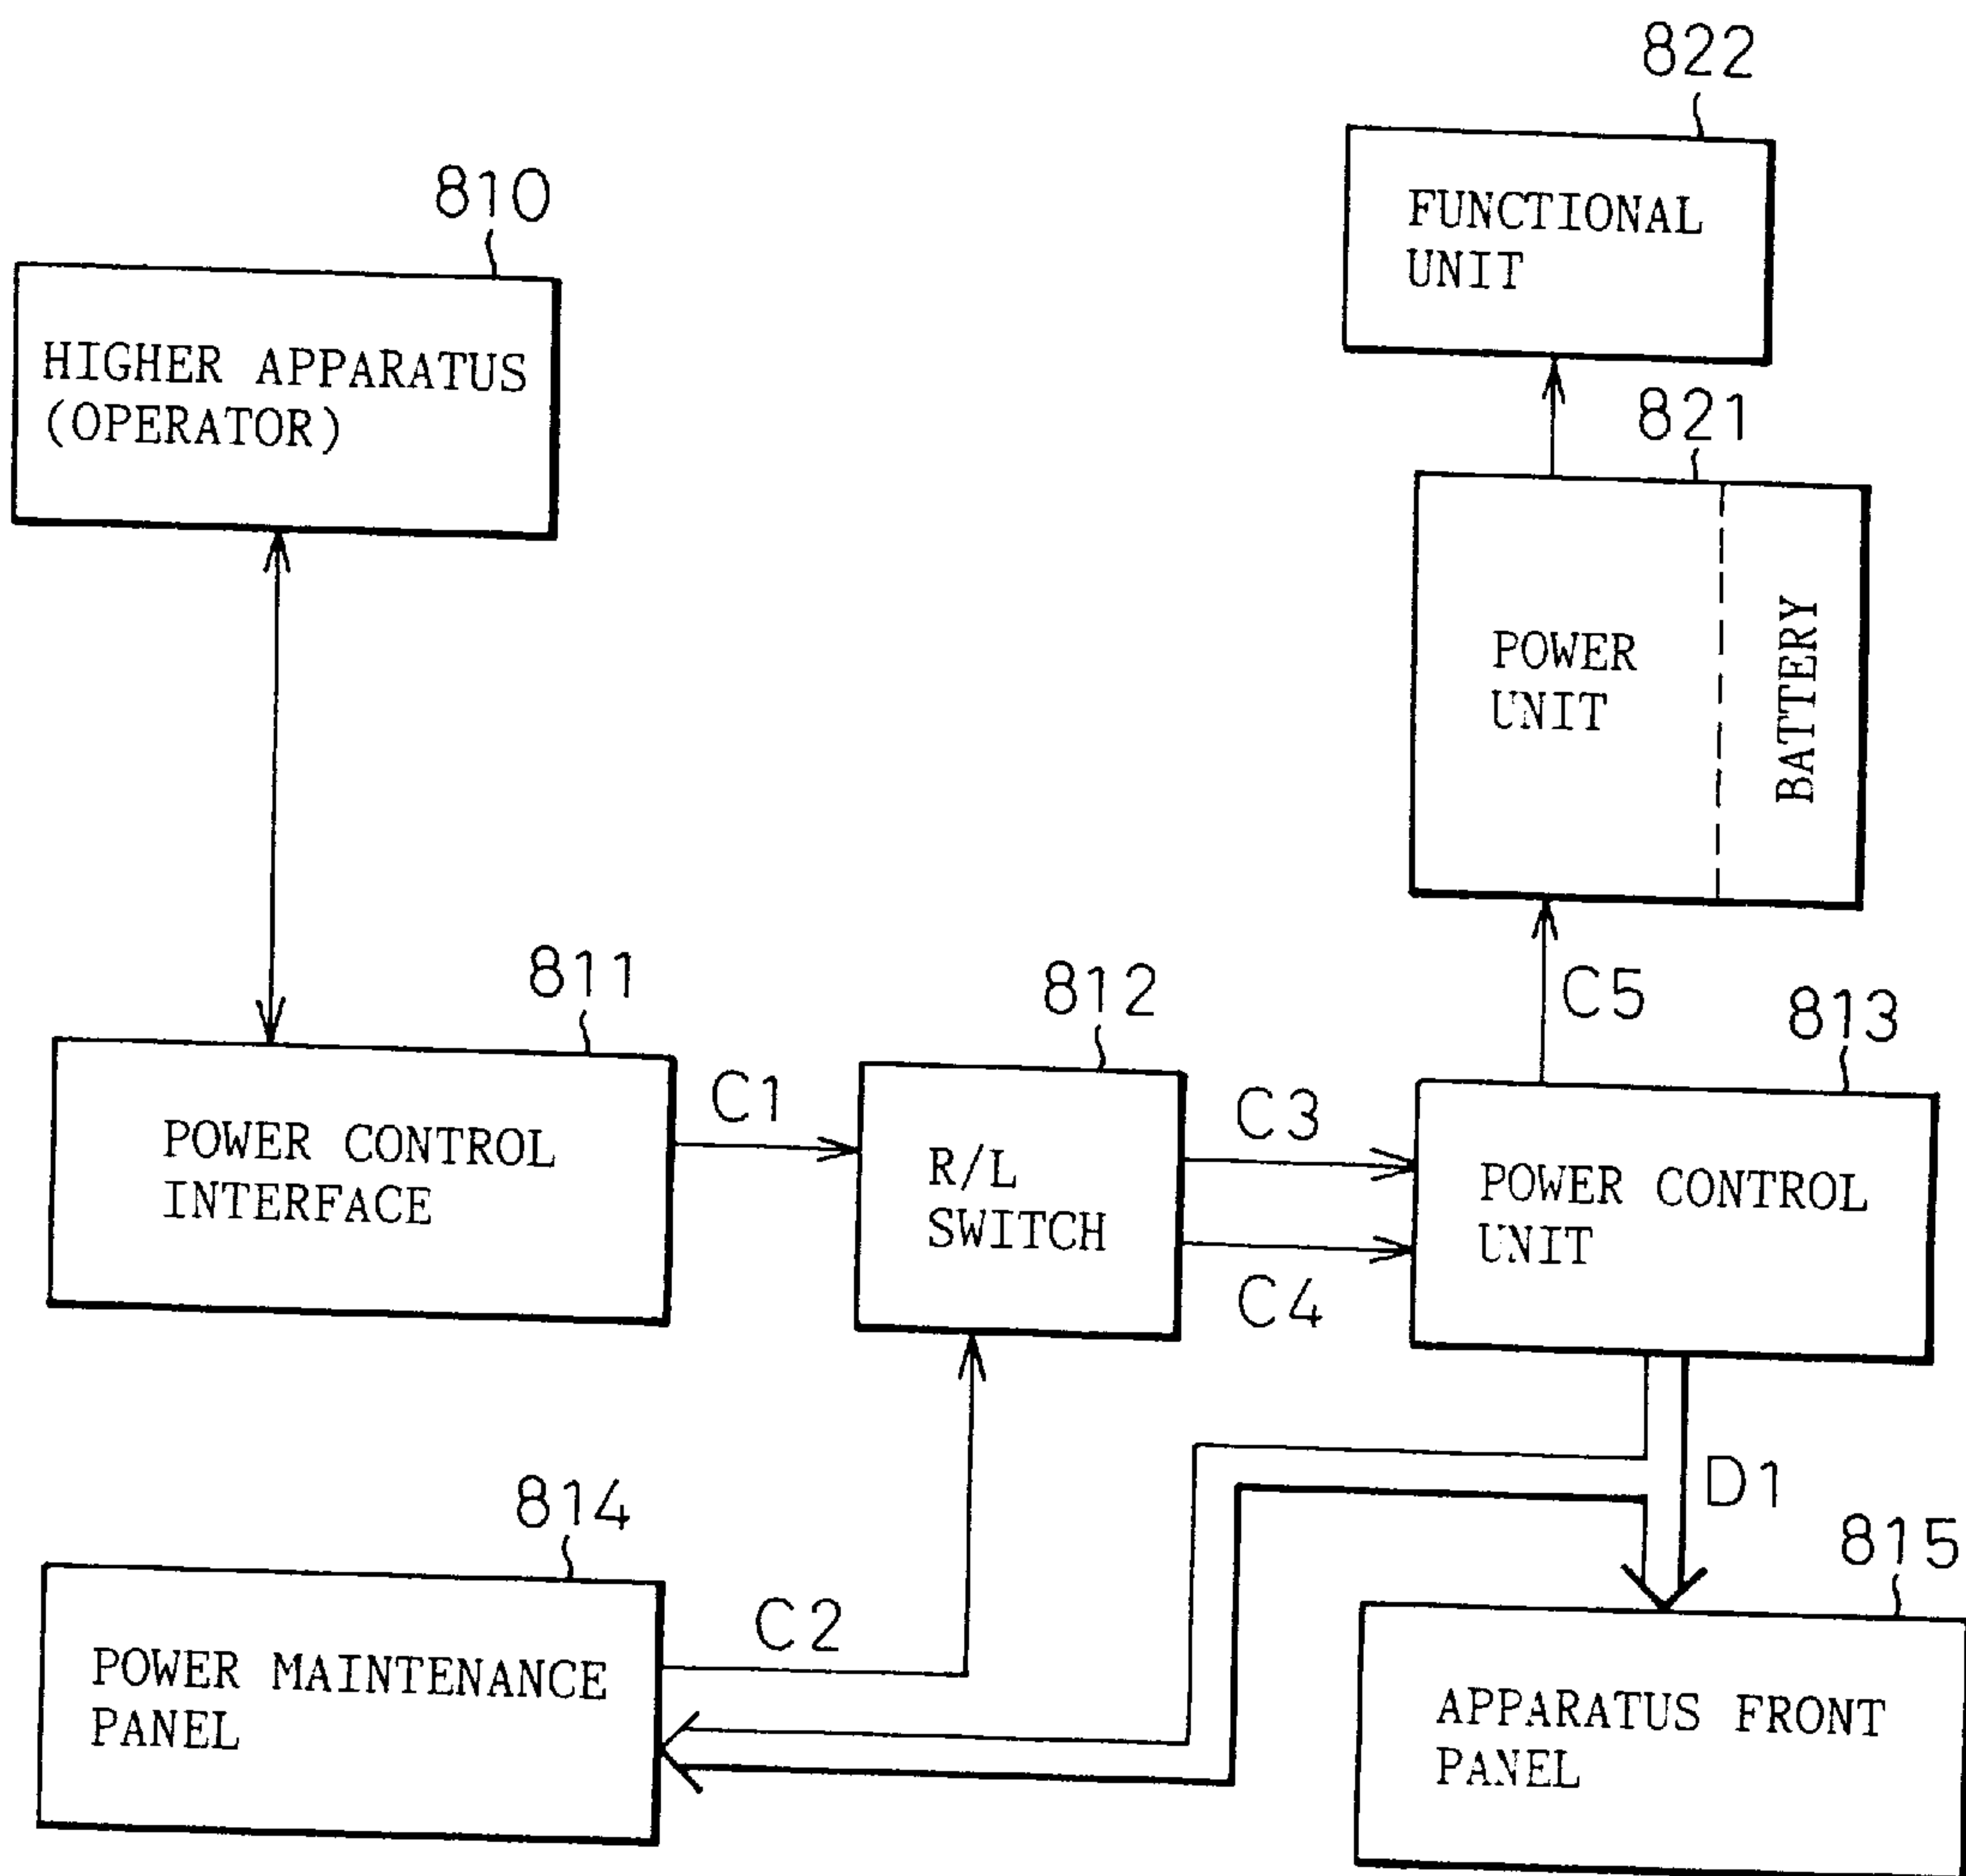 822
FUNCTIONAL
UNIT
810
HIGHER APPARATUS
(OPERATOR)
821
POWER
UNIT
BATTERY
C5
811
POWER CONTROL
INTERFACE
C1
812
R/L
SWITCH
C3
C4
813
POWER CONTROL
UNIT
D1
814
POWER MAINTENANCE
PANEL
C2
815
APPARATUS FRONT
PANEL